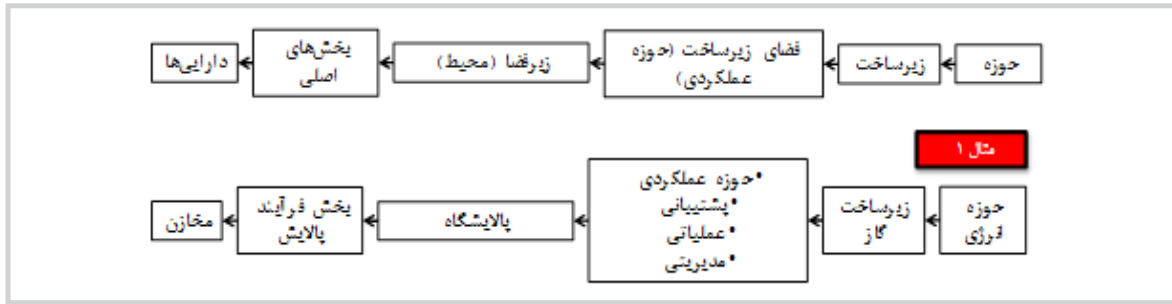 حوزه
زیرساخت
فضای زیرساخت (حوزه
عملکردی)
زیرفضا (محیط)
بخش‌های
اصلی
دارایی‌ها
مثال ۱
حوزه
انرژی
زیرساخت
گاز
•حوزه عملکردی
•پشتیبانی
•عملیاتی
•مدیریتی
پالایشگاه
بخش فرآیند
پالایش
مخازن